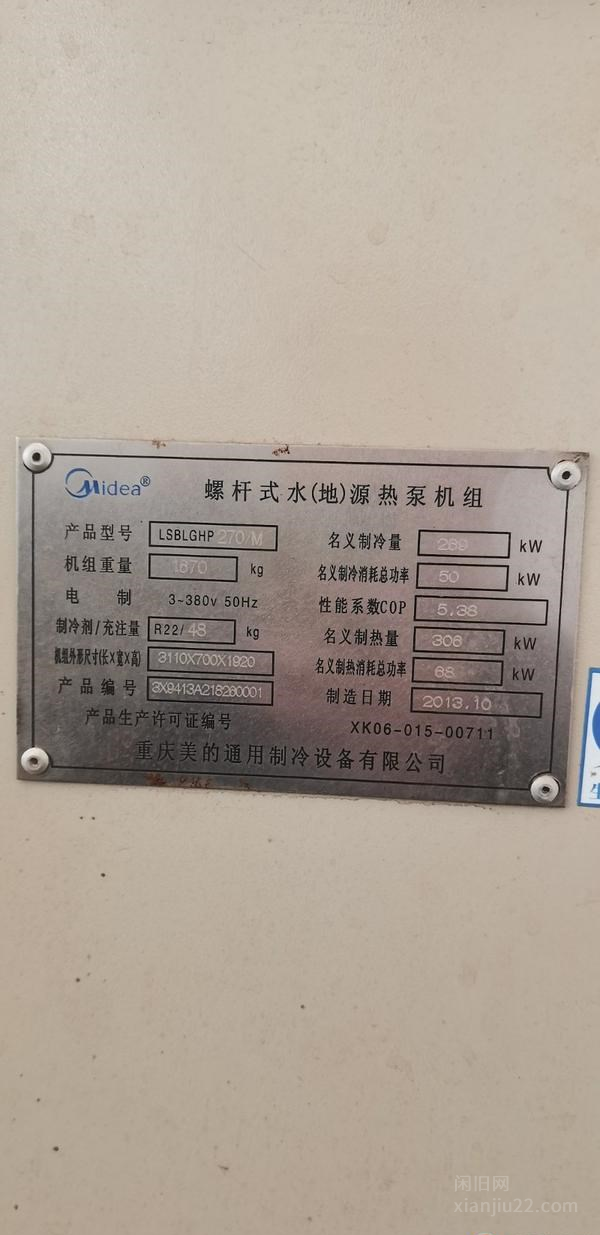 Midea®
螺杆式水(地)源热泵机组
产品型号 LSBLGHP 270/M
机组重量 1870 kg
电 制 3~380v 50Hz
制冷剂/充注量 R22/ 48 kg
机组外形尺寸(长X宽X高) 3110X700X1920
产品编号 3X9413A218260001
名义制冷量 269 kW
名义制冷消耗总功率 50 kW
性能系数COP 5.38
名义制热量 306 kW
名义制热消耗总功率 68 kW
制造日期 2013.10
产品生产许可证编号 XK06-015-00711
重庆美的通用制冷设备有限公司
闲旧网
xianjiu22.com